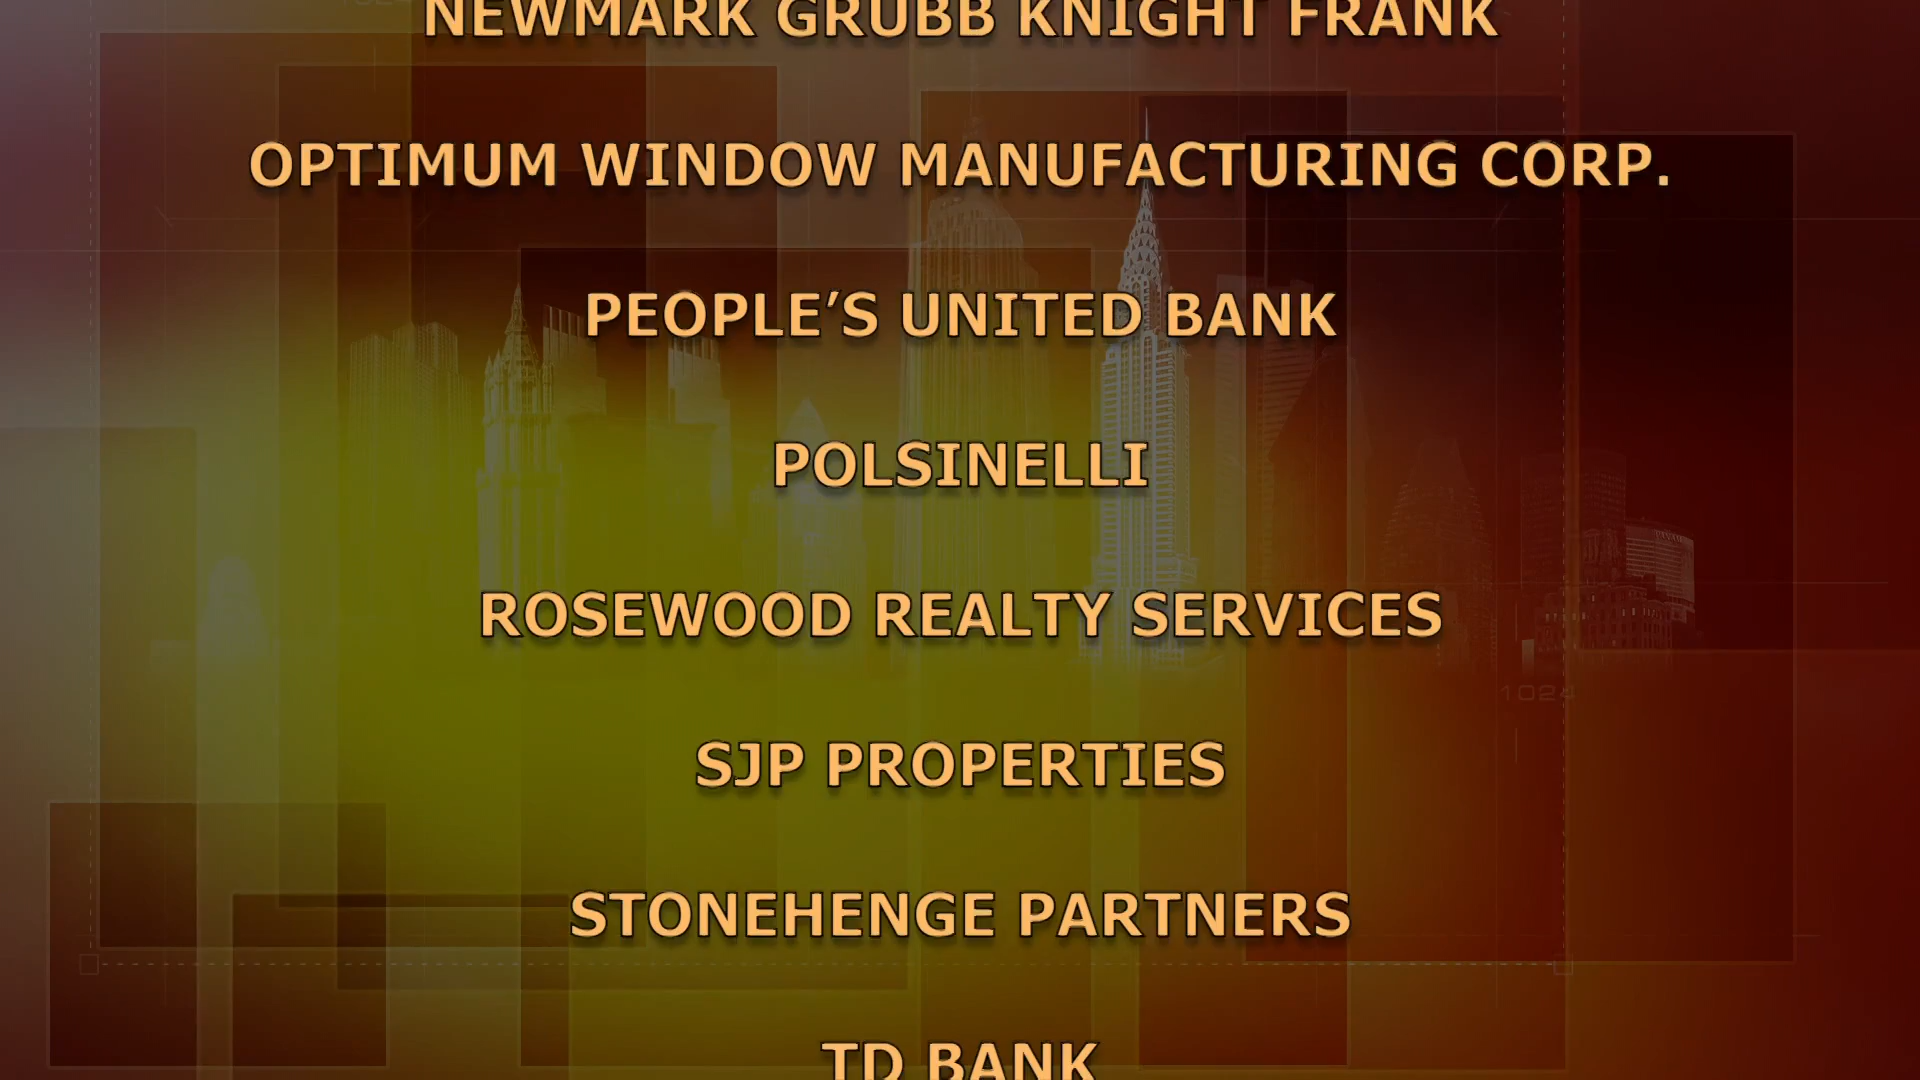 NEWMARK GRUBB KNIGHT FRANK
OPTIMUM WINDOW MANUFACTURING CORP.
PEOPLE’S UNITED BANK
POLSINELLI
ROSEWOOD REALTY SERVICES
SJP PROPERTIES
1024
STONEHENGE PARTNERS
TD BANK